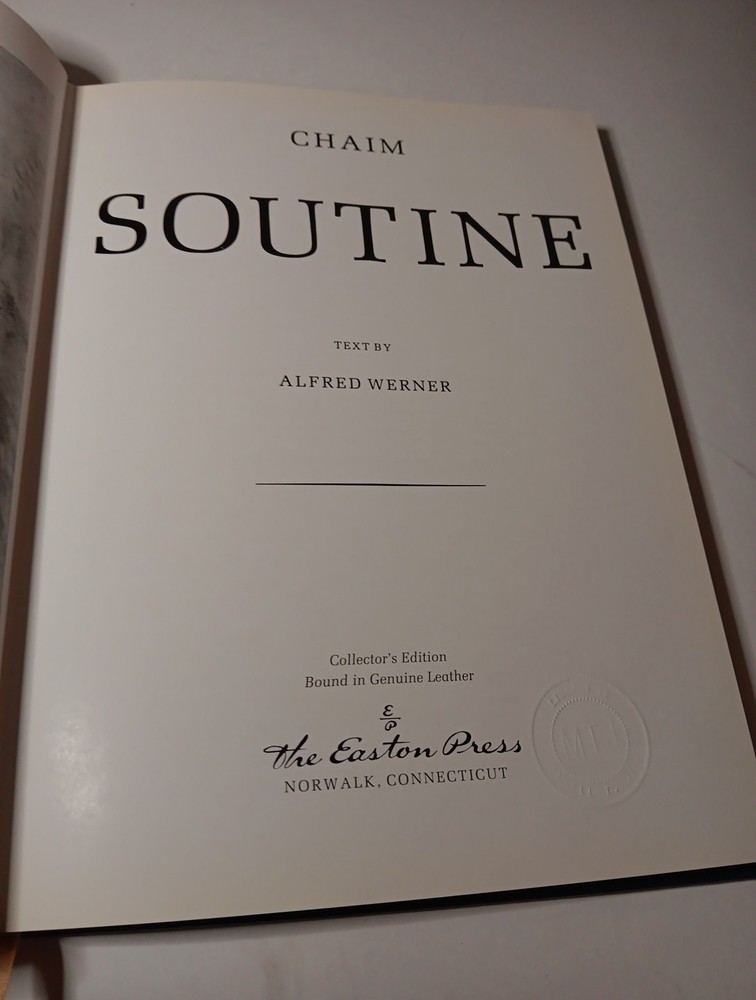 CHAIM
SOUTINE
TEXT BY
ALFRED WERNER
Collector's Edition
Bound in Genuine Leather
E
P
The Easton Press
NORWALK, CONNECTICUT